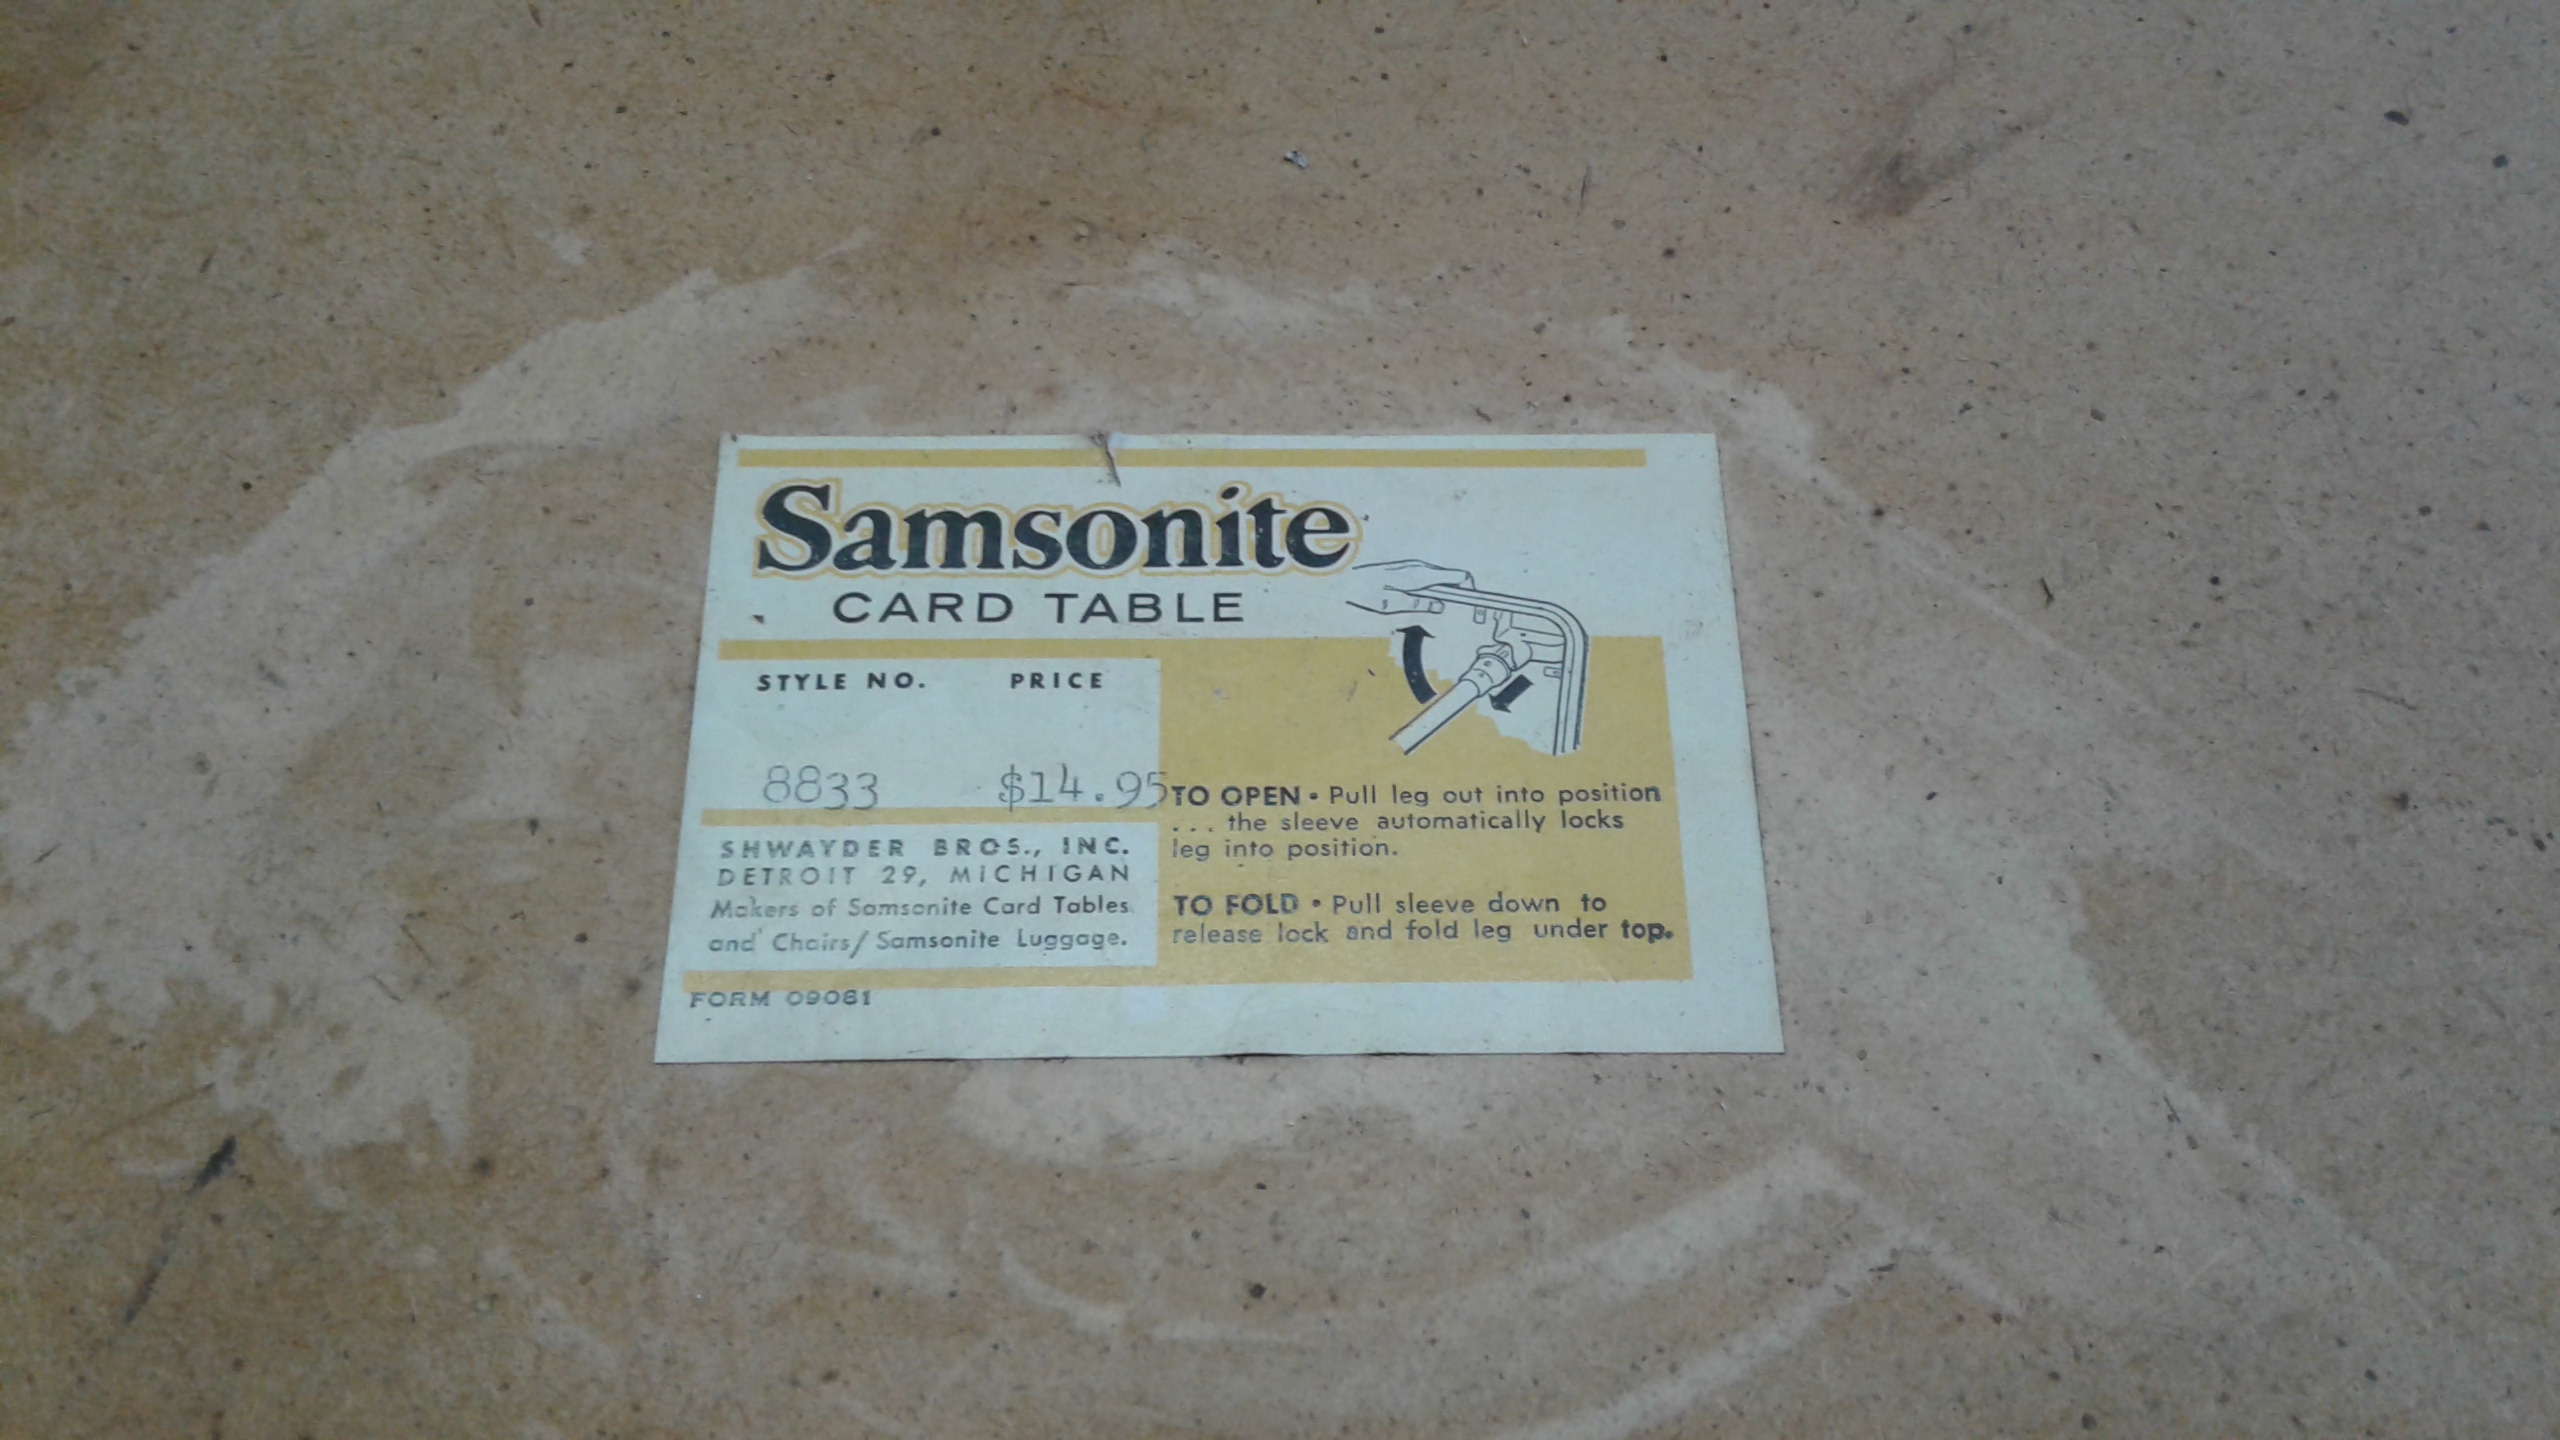 Samsonite
CARD TABLE
STYLE NO. PRICE
8833 $14.95
SHWAYDER BROS., INC.
DETROIT 29, MICHIGAN
Makers of Samsonite Card Tables
and Chairs/ Samsonite Luggage.
FORM 09061
TO OPEN • Pull leg out into position
... the sleeve automatically locks
leg into position.
TO FOLD • Pull sleeve down to
release lock and fold leg under top.